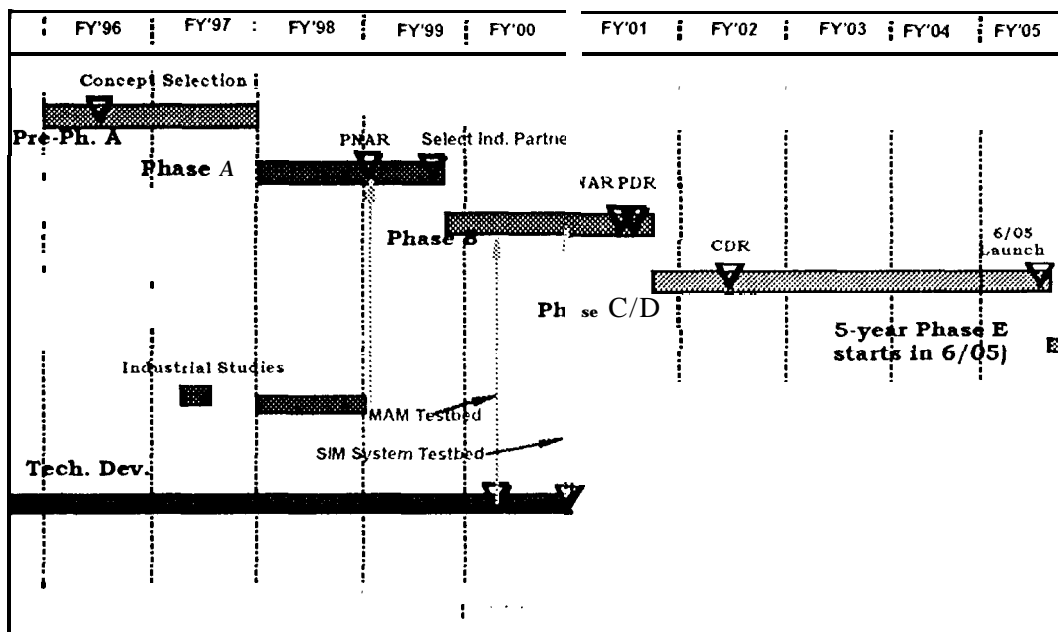 FY'96 FY'97 FY'98 FY'99 FY'00 FY'01 FY'02 FY'03 FY'04 FY'05
Concept Selection
Pre-Ph. A
PNAR
Select Ind. Partne
Phase A
NAR PDR
Phase B
CDR
6/05
Launch
Ph se C/D
5-year Phase E
starts in 6/05)
Industrial Studies
MAM Testbed
SIM System Testbed
Tech. Dev.